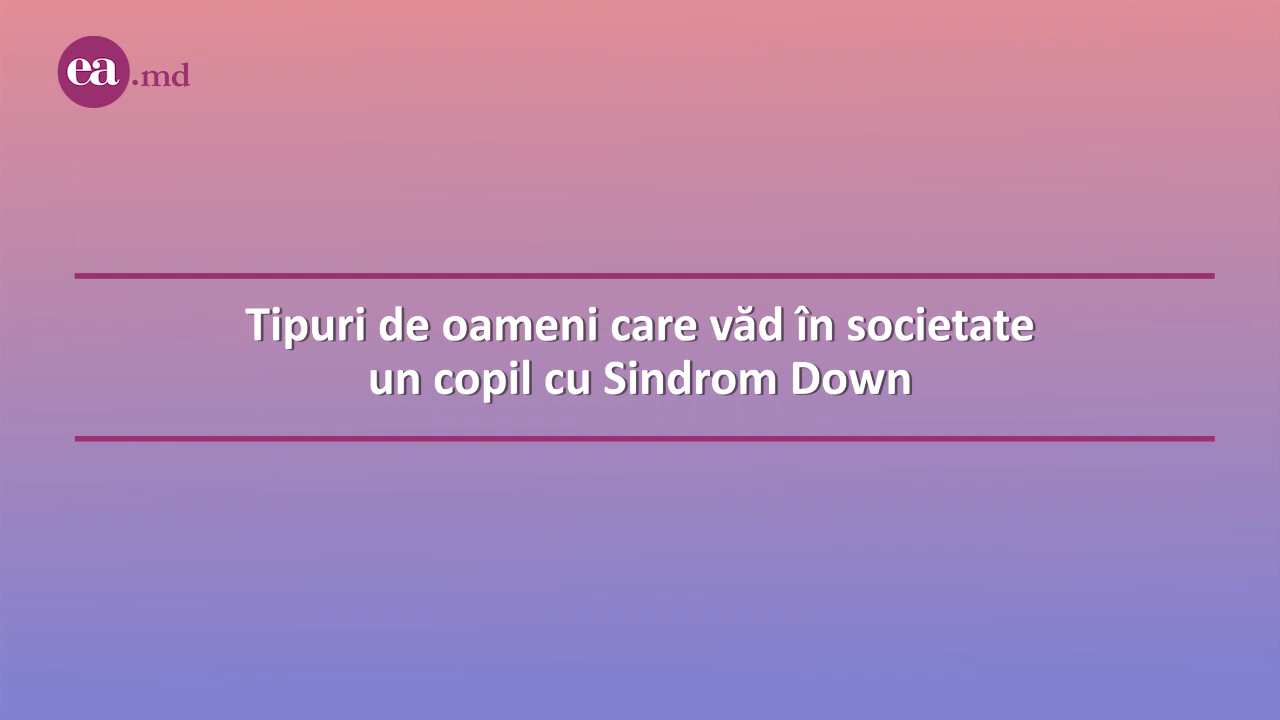 ea.md
Tipuri de oameni care văd în societate
un copil cu Sindrom Down